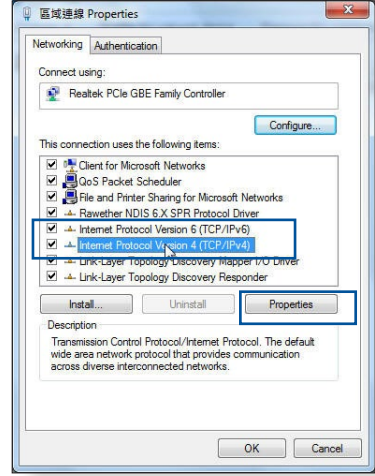 區域連線 Properties
Networking
Authentication
Connect using:
Realtek PCIe GBE Family Controller
Configure...
This connection uses the following items:
Client for Microsoft Networks
QoS Packet Scheduler
File and Printer Sharing for Microsoft Networks
Rawether NDIS 6.X SPR Protocol Driver
Internet Protocol Version 6 (TCP/IPv6)
Internet Protocol Version 4 (TCP/IPv4)
Link-Layer Topology Discovery Mapper I/O Driver
Link-Layer Topology Discovery Responder
Install...
Uninstall
Properties
Description
Transmission Control Protocol/Internet Protocol. The default
wide area network protocol that provides communication
across diverse interconnected networks.
OK
Cancel